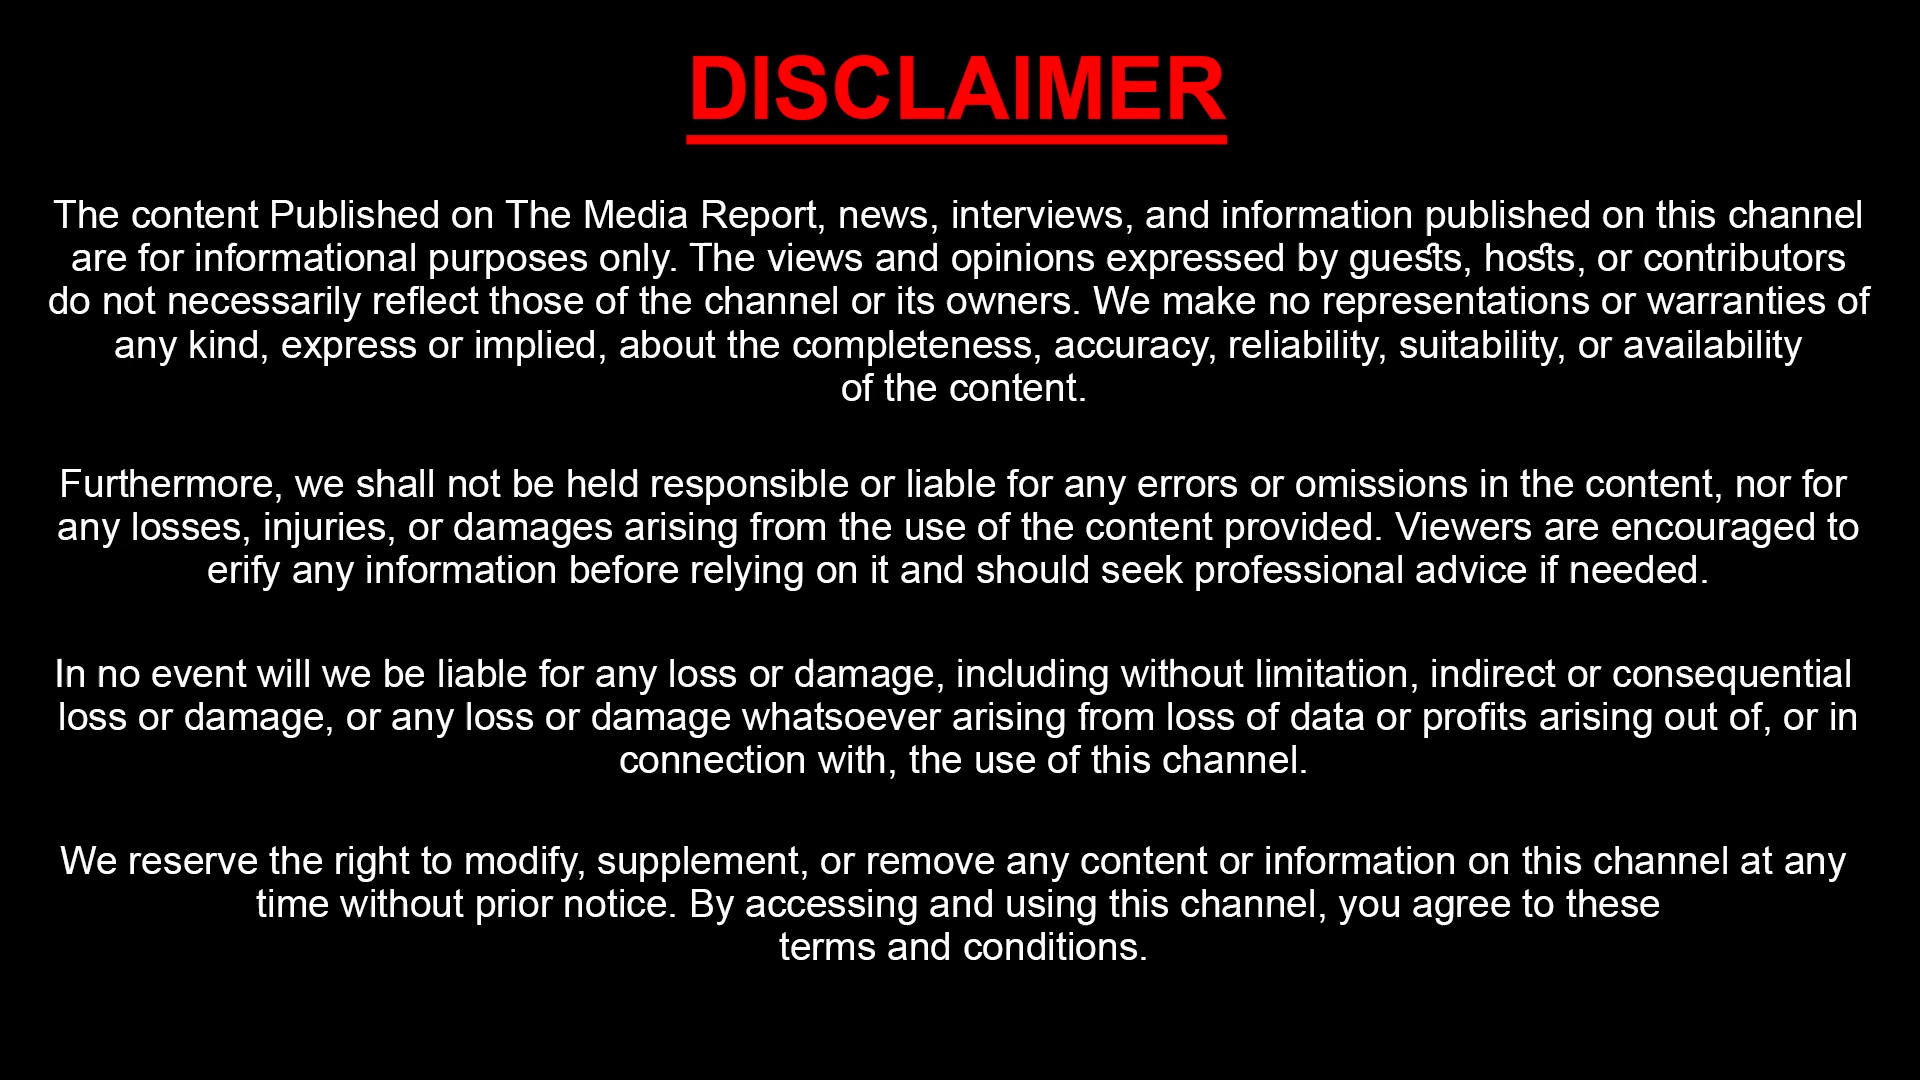 DISCLAIMER
The content Published on The Media Report, news, interviews, and information published on this channel
are for informational purposes only. The views and opinions expressed by guests, hosts, or contributors
do not necessarily reflect those of the channel or its owners. We make no representations or warranties of
any kind, express or implied, about the completeness, accuracy, reliability, suitability, or availability
of the content.
Furthermore, we shall not be held responsible or liable for any errors or omissions in the content, nor for
any losses, injuries, or damages arising from the use of the content provided. Viewers are encouraged to
erify any information before relying on it and should seek professional advice if needed.
In no event will we be liable for any loss or damage, including without limitation, indirect or consequential
loss or damage, or any loss or damage whatsoever arising from loss of data or profits arising out of, or in
connection with, the use of this channel.
We reserve the right to modify, supplement, or remove any content or information on this channel at any
time without prior notice. By accessing and using this channel, you agree to these
terms and conditions.